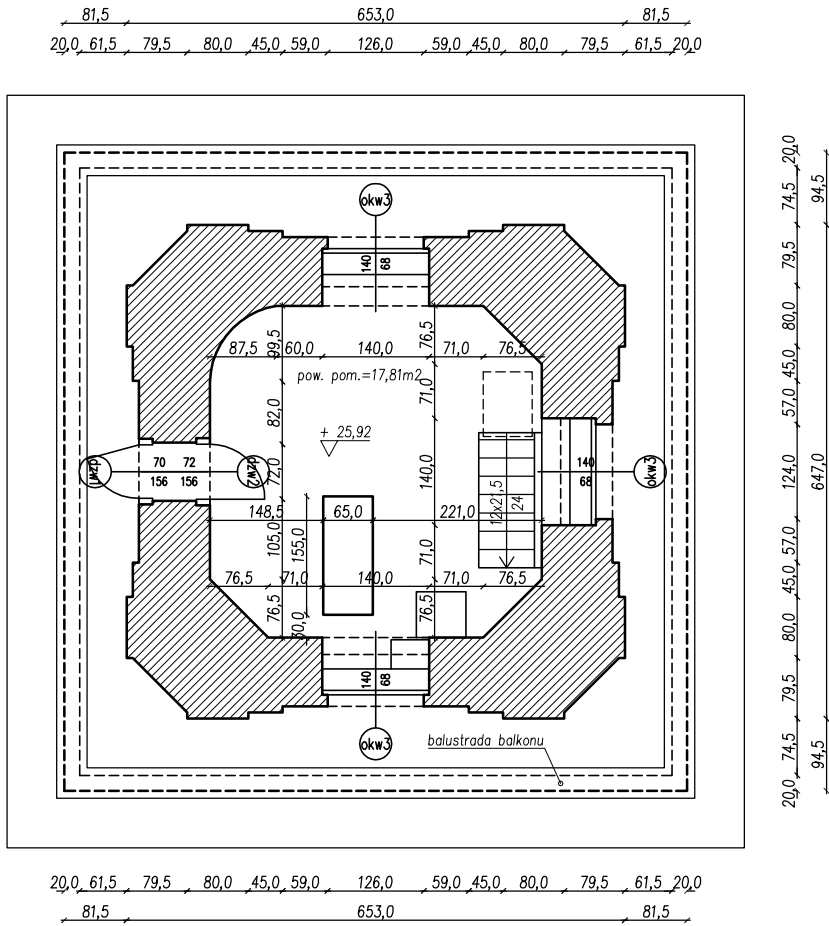 81,5 653,0 81,5
20,0 61,5 79,5 80,0 45,0 59,0 126,0 59,0 45,0 80,0 79,5 61,5 20,0
okw3
140 68
87,5 60,0 140,0 71,0 76,5
99,5
76,5
pow. pom.=17,81m2
71,0
82,0
+ 25,92
72,0
140,0
dzw1
70 72
156 156
dzw2
140
68
okw3
12x21,5
24
148,5 65,0 221,0
105,0
155,0
71,0
76,5 71,0 140,0 71,0 76,5
76,5
30,0
76,5
140 68
okw3
balustrada balkonu
20,0
74,5
94,5
79,5
80,0
45,0
57,0
124,0
647,0
57,0
45,0
80,0
79,5
74,5
94,5
20,0
20,0 61,5 79,5 80,0 45,0 59,0 126,0 59,0 45,0 80,0 79,5 61,5 20,0
81,5 653,0 81,5